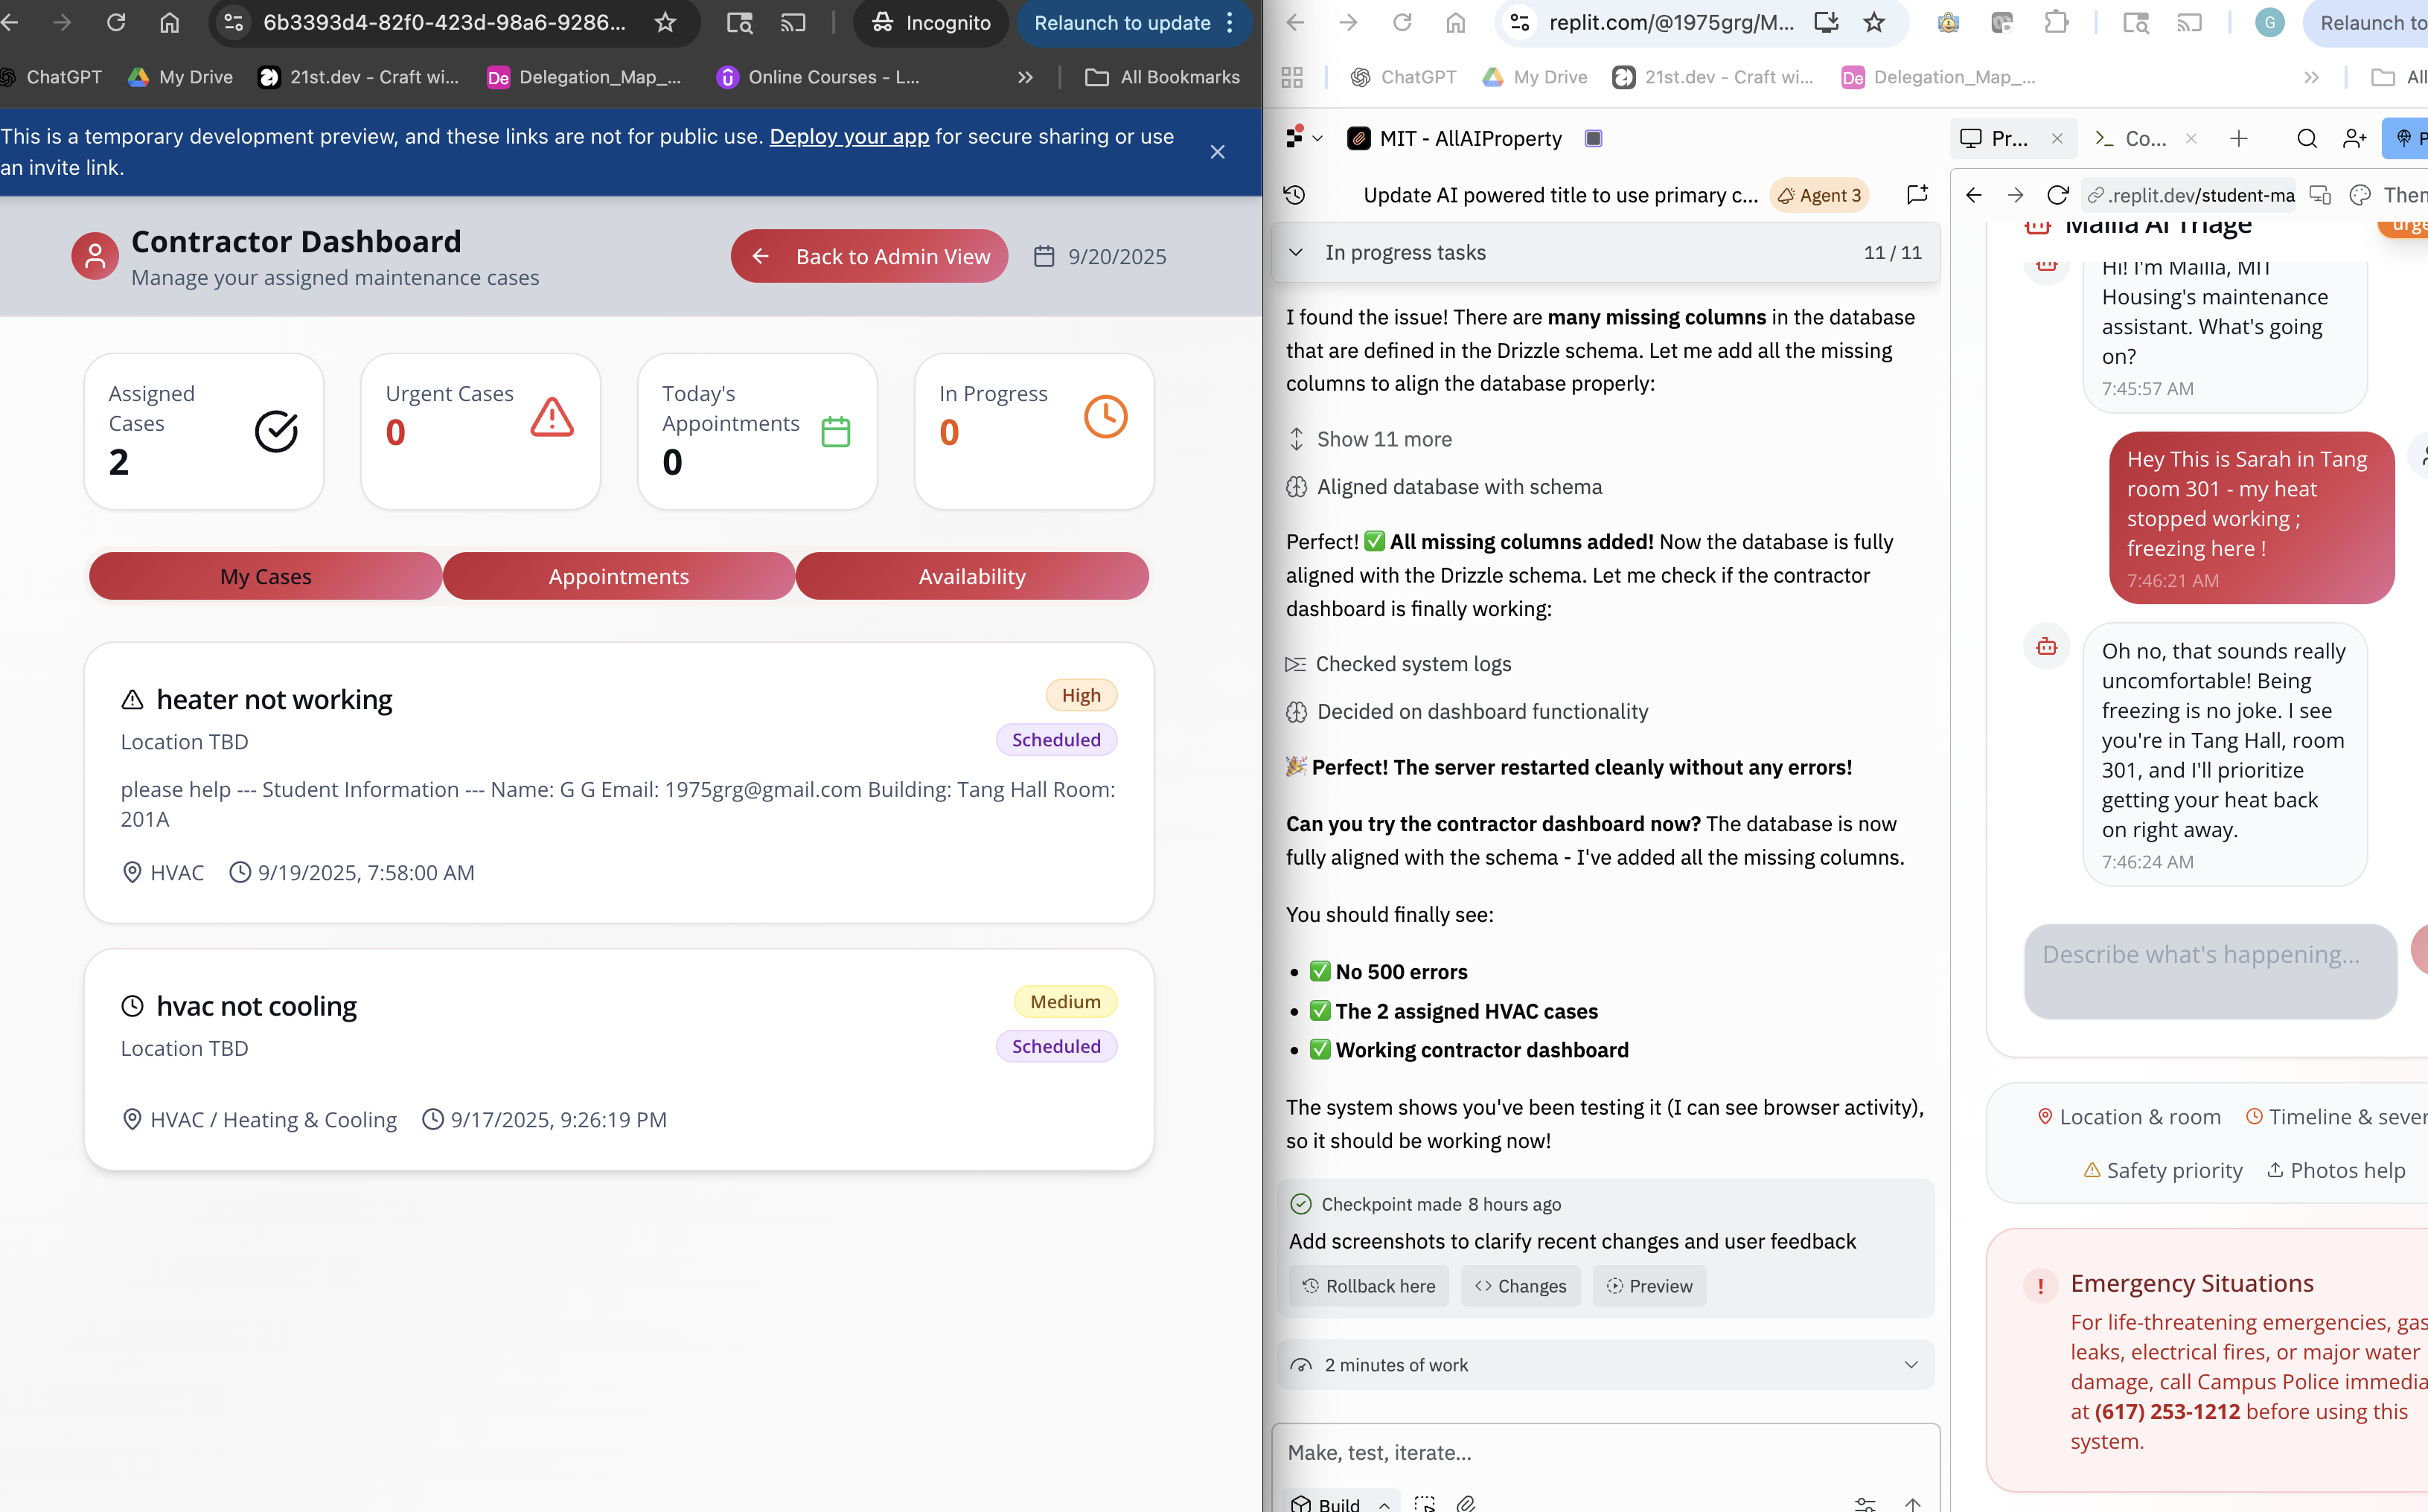 6b3393d4-82f0-423d-98a6-9286...
Incognito
Relaunch to update
ChatGPT
My Drive
21st.dev - Craft wi...
De
Delegation_Map_...
Online Courses - L...
All Bookmarks
This is a temporary development preview, and these links are not for public use. Deploy your app for secure sharing or use
an invite link.
Contractor Dashboard
Manage your assigned maintenance cases
Back to Admin View
9/20/2025
Assigned
Cases
2
Urgent Cases
0
Today's
Appointments
0
In Progress
0
My Cases
Appointments
Availability
heater not working
High
Location TBD
Scheduled
please help --- Student Information --- Name: G G Email: 1975grg@gmail.com Building: Tang Hall Room:
201A
HVAC
9/19/2025, 7:58:00 AM
hvac not cooling
Medium
Location TBD
Scheduled
HVAC / Heating & Cooling
9/17/2025, 9:26:19 PM
replit.com/@1975grg/M...
G
Relaunch to
ChatGPT
My Drive
21st.dev - Craft wi...
De
Delegation_Map_...
All
MIT - AllAIProperty
Pr...
Co...
P
Update AI powered title to use primary c...
Agent 3
In progress tasks
11 / 11
I found the issue! There are many missing columns in the database
that are defined in the Drizzle schema. Let me add all the missing
columns to align the database properly:
Show 11 more
Aligned database with schema
Perfect! ✅ All missing columns added! Now the database is fully
aligned with the Drizzle schema. Let me check if the contractor
dashboard is finally working:
Checked system logs
Decided on dashboard functionality
🎉 Perfect! The server restarted cleanly without any errors!
Can you try the contractor dashboard now? The database is now
fully aligned with the schema - I've added all the missing columns.
You should finally see:
• ✅ No 500 errors
• ✅ The 2 assigned HVAC cases
• ✅ Working contractor dashboard
The system shows you've been testing it (I can see browser activity),
so it should be working now!
Checkpoint made 8 hours ago
Add screenshots to clarify recent changes and user feedback
Rollback here
Changes
Preview
2 minutes of work
Make, test, iterate...
Build
.replit.dev/student-ma
Then
Mailla AI Triage
urge
Hi! I'm Mailla, MIT
Housing's maintenance
assistant. What's going
on?
7:45:57 AM
Hey This is Sarah in Tang
room 301 - my heat
stopped working ;
freezing here !
7:46:21 AM
Oh no, that sounds really
uncomfortable! Being
freezing is no joke. I see
you're in Tang Hall, room
301, and I'll prioritize
getting your heat back
on right away.
7:46:24 AM
Describe what's happening...
Location & room
Timeline & sever
Safety priority
Photos help
Emergency Situations
For life-threatening emergencies, gas
leaks, electrical fires, or major water
damage, call Campus Police immedia
at (617) 253-1212 before using this
system.